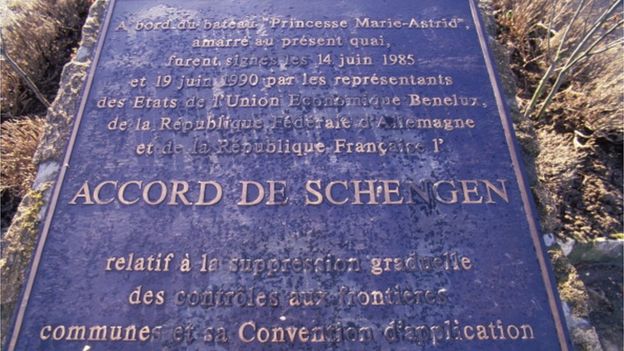 A bord du bateau "Princesse Marie-Astrid",
amarré au présent quai,
furent signés les 14 juin 1985
et 19 juin 1990 par les représentants
des Etats de l'Union Economique Benelux,
de la République Fédérale d'Allemagne
et de la République Française l'
ACCORD DE SCHENGEN
relatif à la suppression graduelle
des contrôles aux frontières
communes et sa Convention d'application